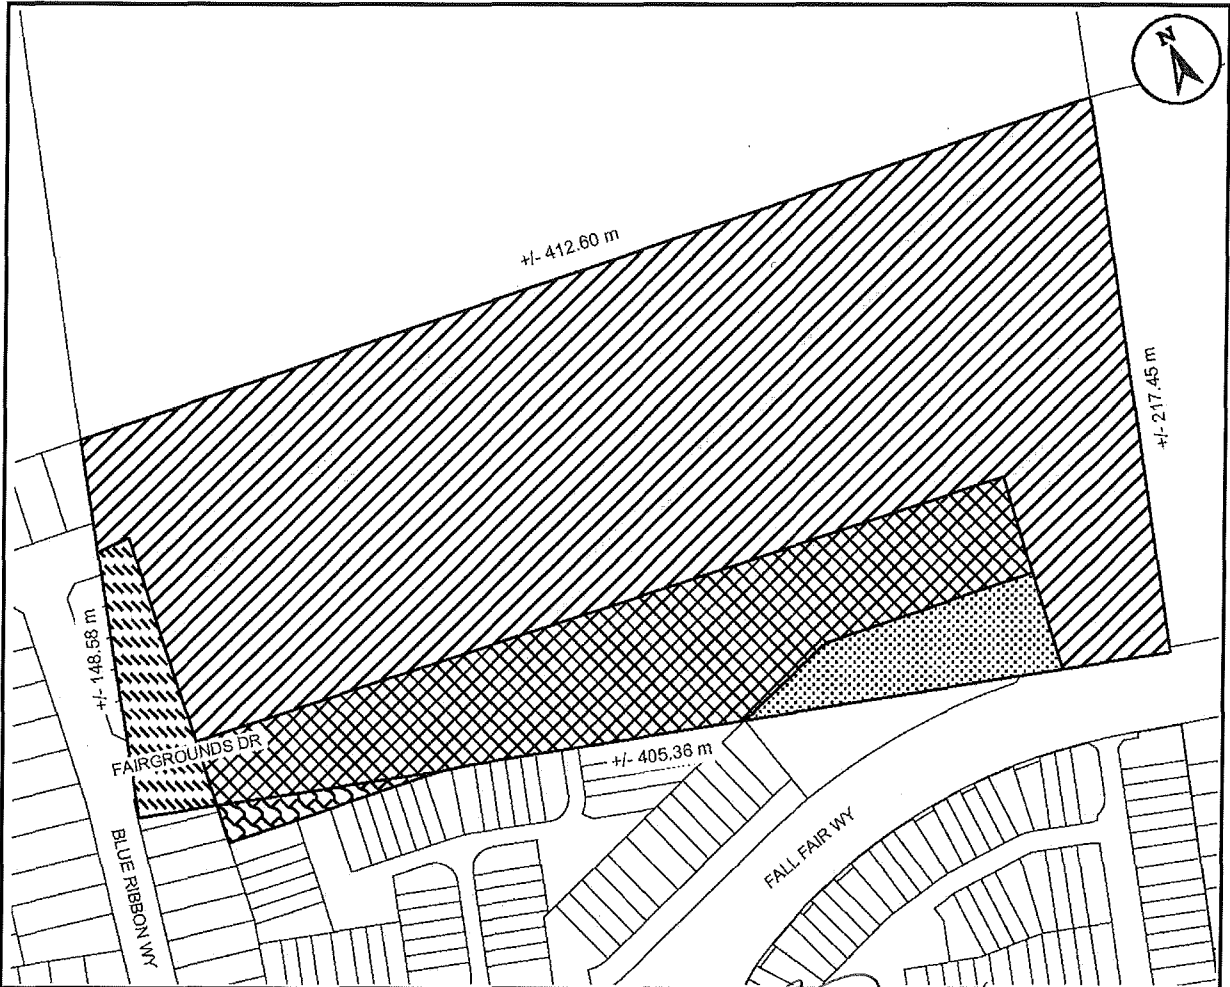 N
+/- 412.60 m
+/- 217.45 m
+/- 148.58 m
FAIRGROUNDS DR
+/- 405.36 m
BLUE RIBBON WY
FALL FAIR WY